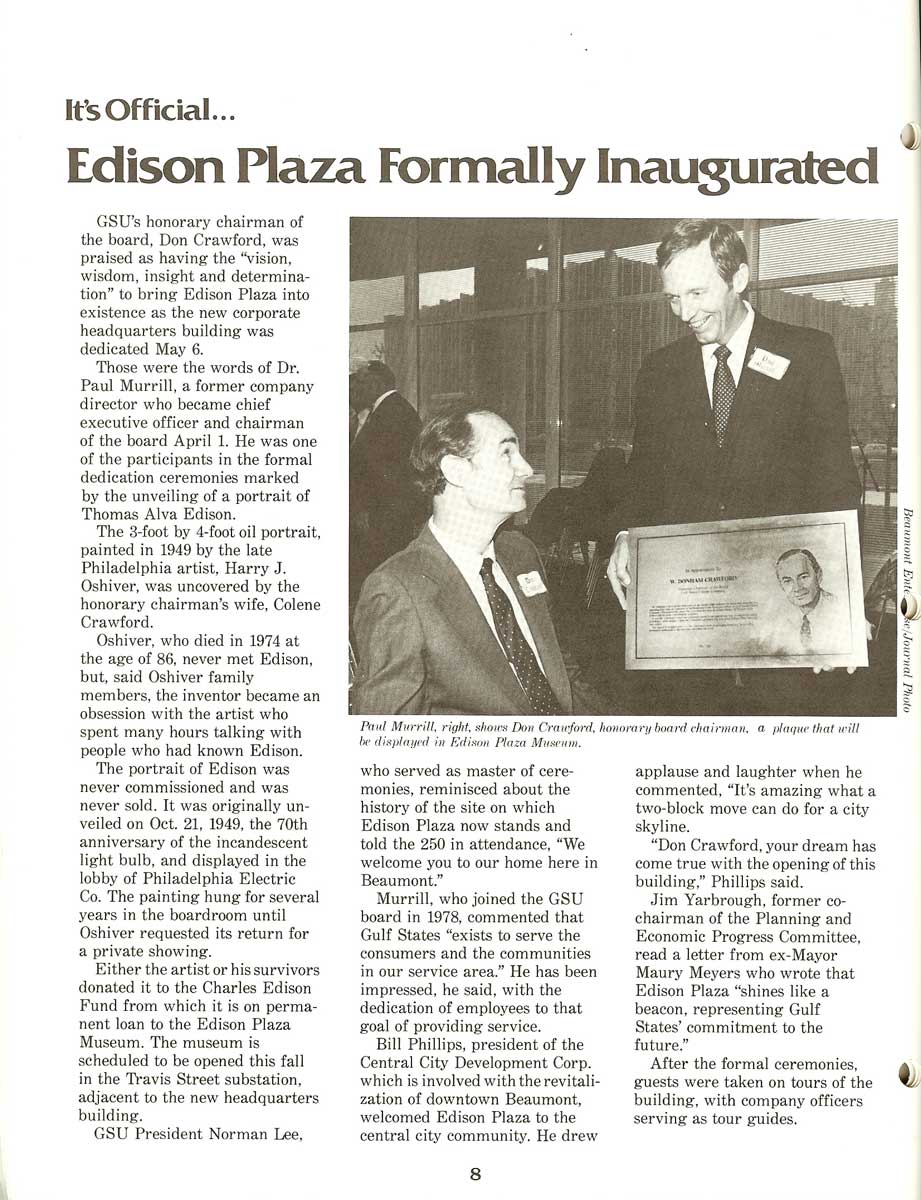 It's Official...
Edison Plaza Formally Inaugurated
GSU's honorary chairman of
the board, Don Crawford, was
praised as having the "vision,
wisdom, insight and determina-
tion" to bring Edison Plaza into
existence as the new corporate
headquarters building was
dedicated May 6.
Those were the words of Dr.
Paul Murrill, a former company
director who became chief
executive officer and chairman
of the board April 1. He was one
of the participants in the formal
dedication ceremonies marked
by the unveiling of a portrait of
Thomas Alva Edison.
The 3-foot by 4-foot oil portrait,
painted in 1949 by the late
Philadelphia artist, Harry J.
Oshiver, was uncovered by the
honorary chairman's wife, Colene
Crawford.
Oshiver, who died in 1974 at
the age of 86, never met Edison,
but, said Oshiver family
members, the inventor became an
obsession with the artist who
spent many hours talking with
people who had known Edison.
The portrait of Edison was
never commissioned and was
never sold. It was originally un-
veiled on Oct. 21, 1949, the 70th
anniversary of the incandescent
light bulb, and displayed in the
lobby of Philadelphia Electric
Co. The painting hung for several
years in the boardroom until
Oshiver requested its return for
a private showing.
Either the artist or his survivors
donated it to the Charles Edison
Fund from which it is on perma-
nent loan to the Edison Plaza
Museum. The museum is
scheduled to be opened this fall
in the Travis Street substation,
adjacent to the new headquarters
building.
GSU President Norman Lee,
In Appreciation To
W. DONHAM CRAWFORD
Beaumont Journal Photo
Paul Murrill, right, shows Don Crawford, honorary board chairman, a plaque that will
be displayed in Edison Plaza Museum.
who served as master of cere-
monies, reminisced about the
history of the site on which
Edison Plaza now stands and
told the 250 in attendance, "We
welcome you to our home here in
Beaumont."
Murrill, who joined the GSU
board in 1978, commented that
Gulf States "exists to serve the
consumers and the communities
in our service area." He has been
impressed, he said, with the
dedication of employees to that
goal of providing service.
Bill Phillips, president of the
Central City Development Corp.
which is involved with the revitali-
zation of downtown Beaumont,
welcomed Edison Plaza to the
central city community. He drew
applause and laughter when he
commented, "It's amazing what a
two-block move can do for a city
skyline.
"Don Crawford, your dream has
come true with the opening of this
building," Phillips said.
Jim Yarbrough, former co-
chairman of the Planning and
Economic Progress Committee,
read a letter from ex-Mayor
Maury Meyers who wrote that
Edison Plaza "shines like a
beacon, representing Gulf
States' commitment to the
future."
After the formal ceremonies,
guests were taken on tours of the
building, with company officers
serving as tour guides.
8